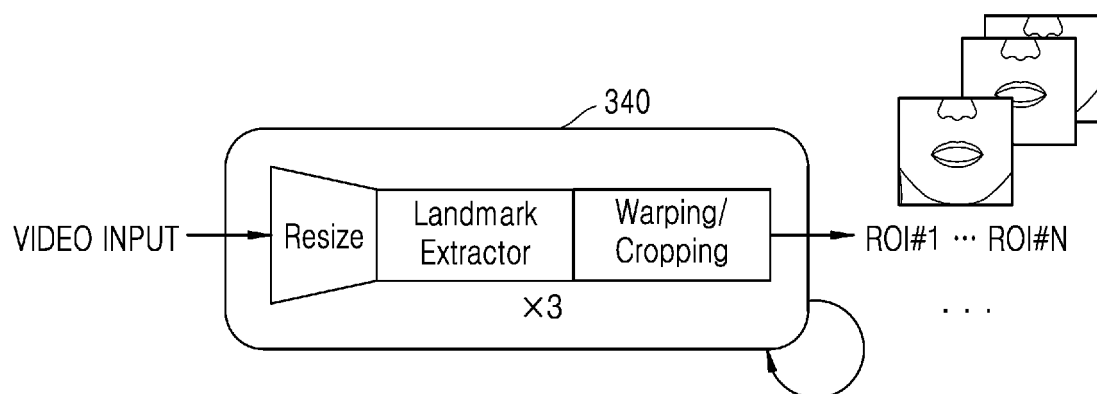 340
VIDEO INPUT
Resize
Landmark
Extractor
Warping/
Cropping
×3
ROI#1 ··· ROI#N
. . .